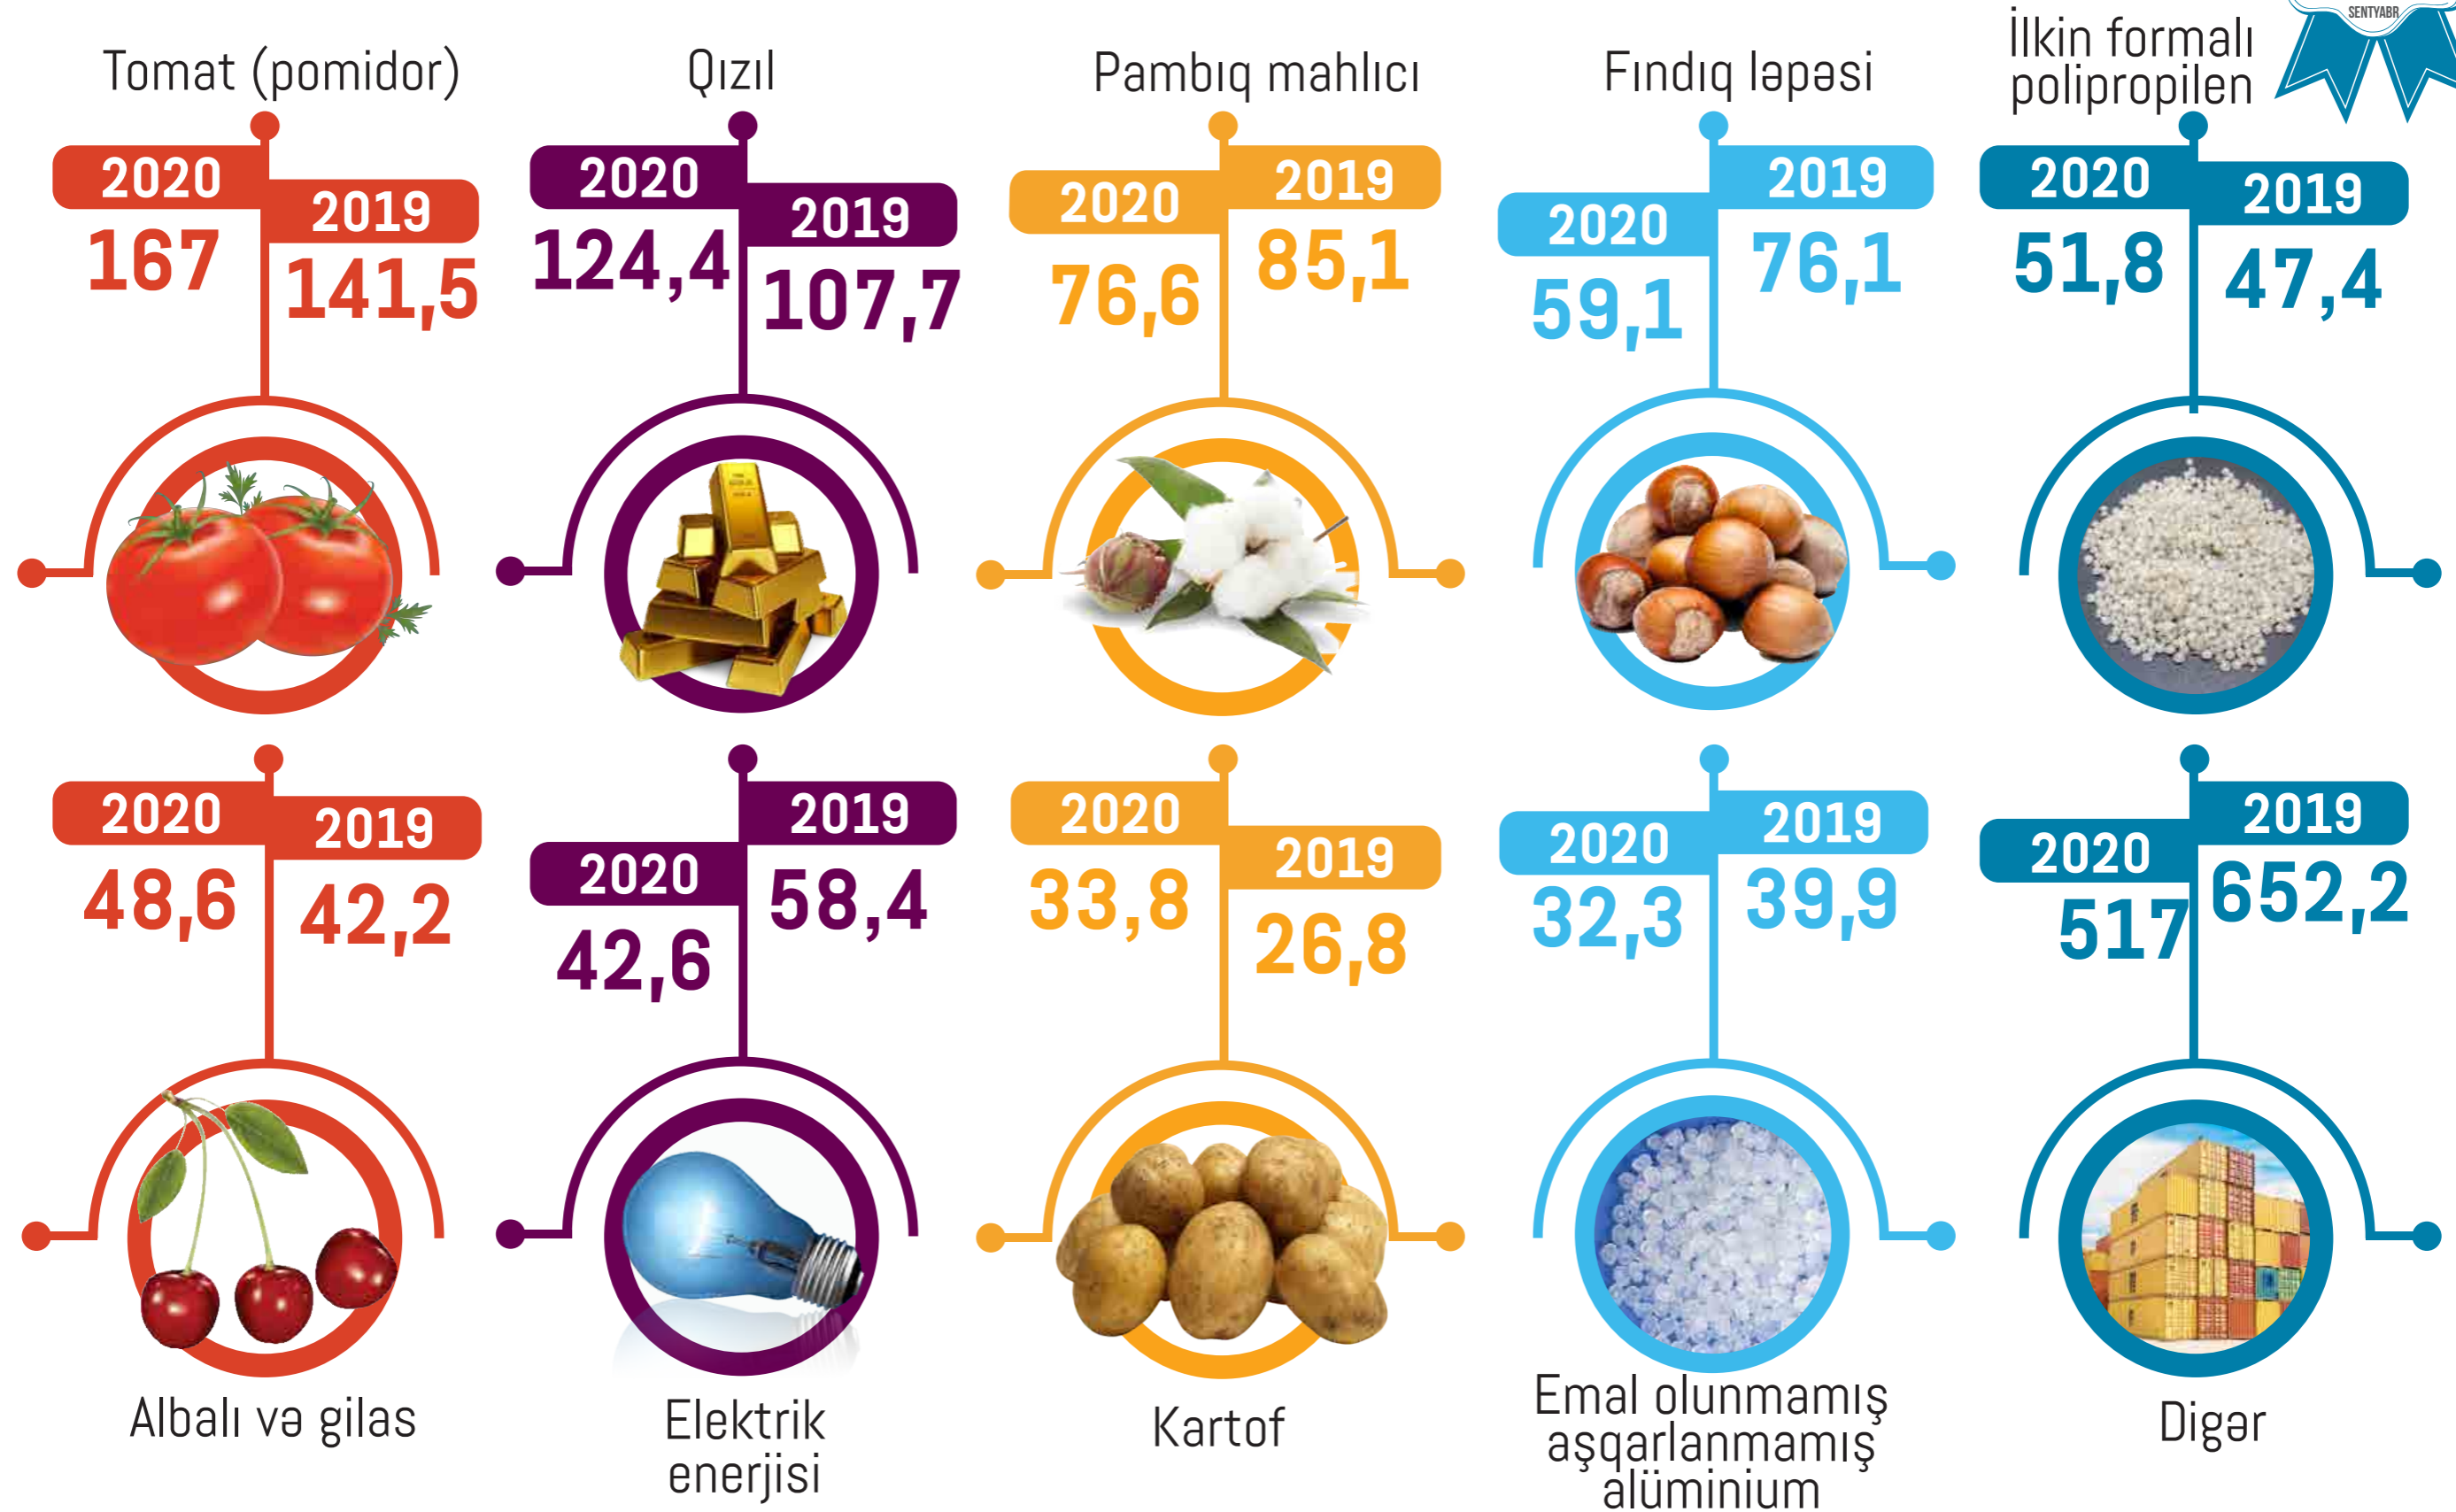 SENTYABR
Tomat (pomidor)
2020
2019
167
141,5
Qızıl
2020
2019
124,4
107,7
Pambıq mahlıcı
2020
2019
76,6
85,1
Fındıq ləpəsi
2020
2019
59,1
76,1
İlkin formalı
polipropilen
2020
2019
51,8
47,4
2020
2019
48,6
42,2
Albalı və gilas
2020
2019
42,6
58,4
Elektrik
enerjisi
2020
2019
33,8
26,8
Kartof
2020
2019
32,3
39,9
Emal olunmamış
aşqarlanmamış
alüminium
2020
2019
517
652,2
Digər